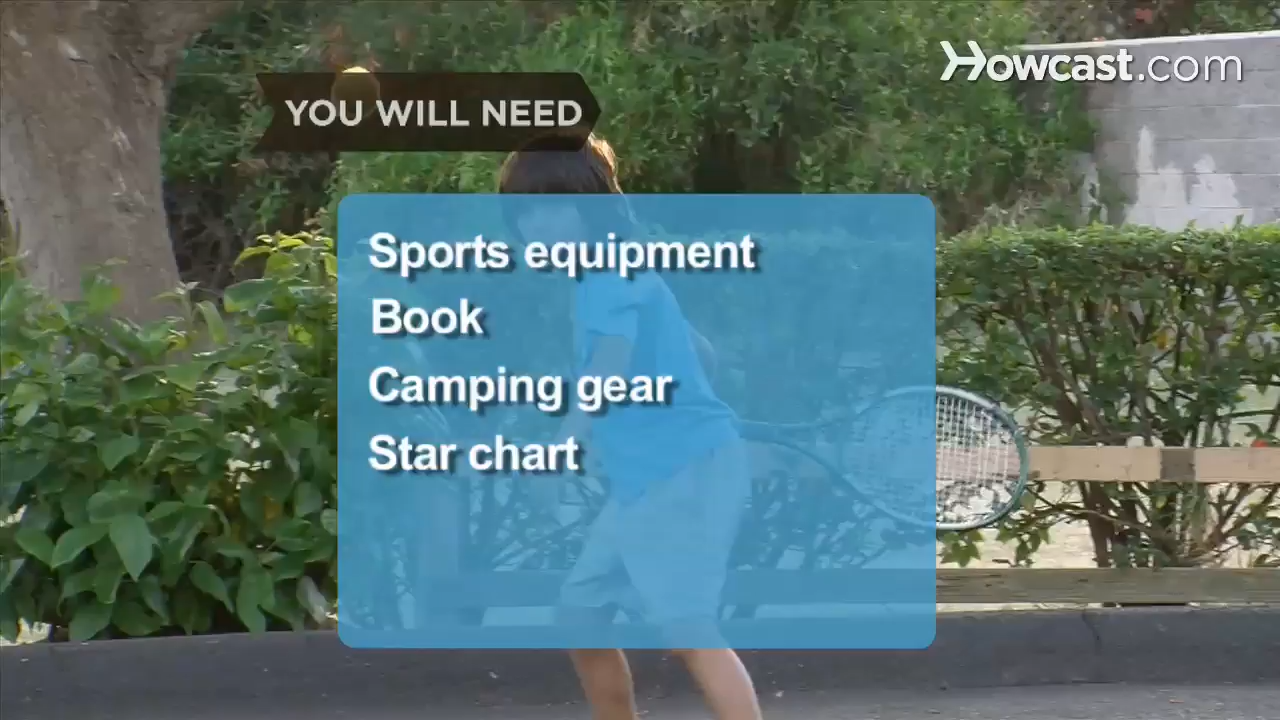 Howcast.com
YOU WILL NEED
Sports equipment
Book
Camping gear
Star chart